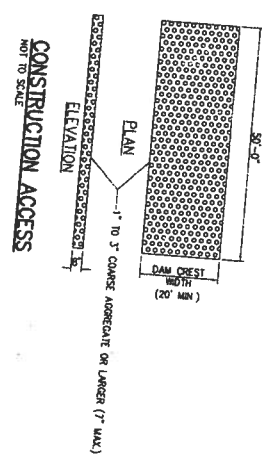 50'-0"
DAM CREST
WIDTH
(20' MIN)
PLAN
1" TO 3" COARSE AGGREGATE OR LARGER (7" MAX)
ELEVATION
CONSTRUCTION ACCESS
NOT TO SCALE